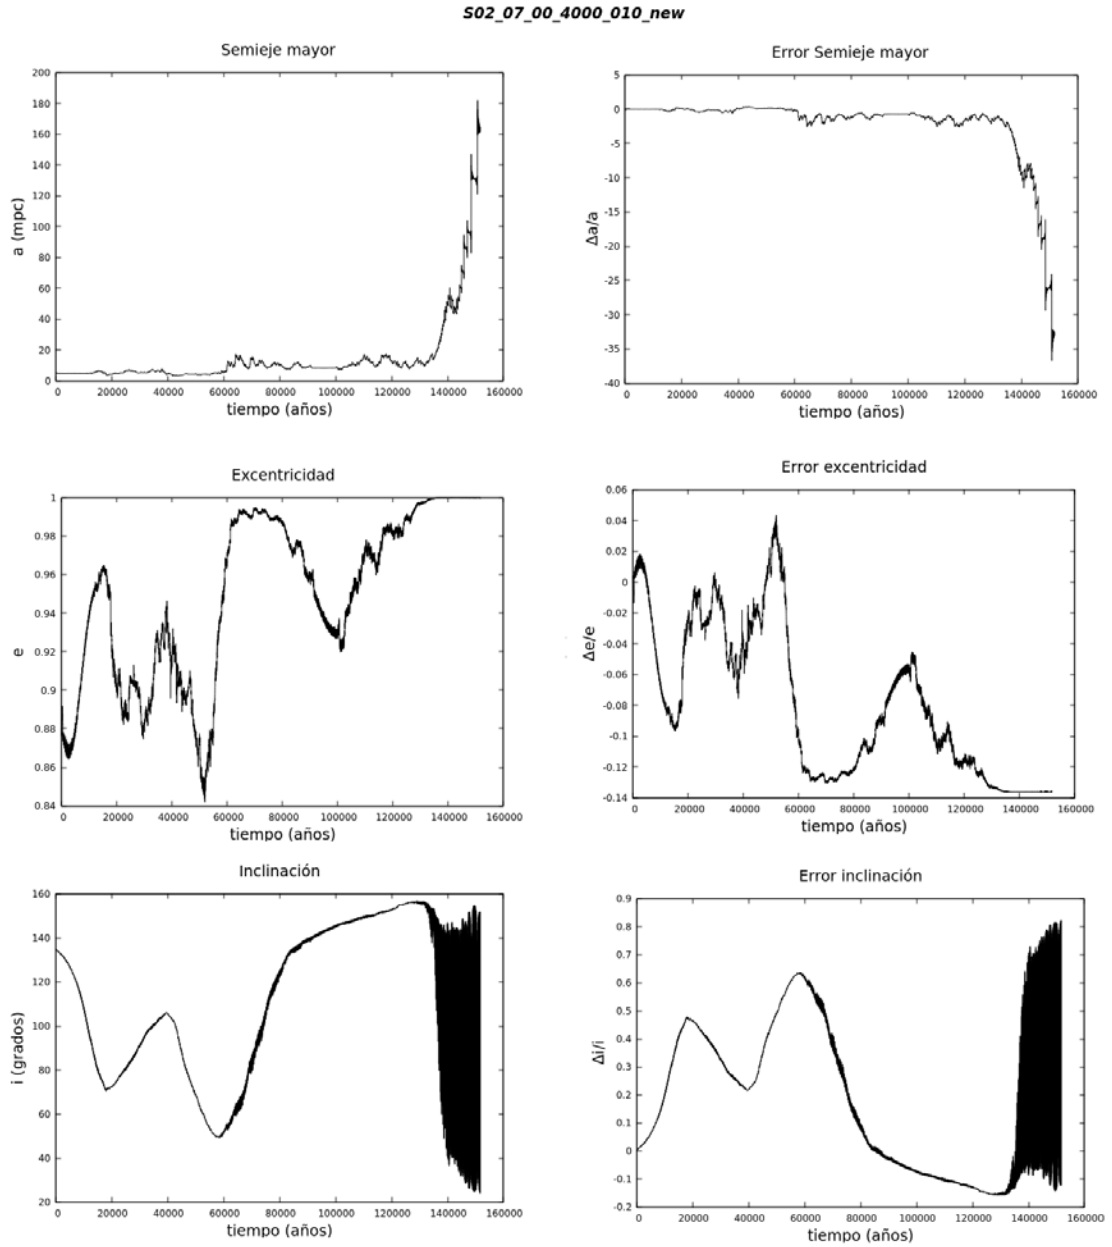 S02_07_00_4000_010_new
Semieje mayor
200
180
160
140
120
100
80
60
40
20
0
a (mpc)
0 20000 40000 60000 80000 100000 120000 140000 160000
tiempo (años)
Error Semieje mayor
5
0
-5
-10
-15
-20
-25
-30
-35
-40
Δa/a
0 20000 40000 60000 80000 100000 120000 140000 160000
tiempo (años)
Excentricidad
1
0.98
0.96
0.94
0.92
0.9
0.88
0.86
0.84
e
0 20000 40000 60000 80000 100000 120000 140000 160000
tiempo (años)
Error excentricidad
0.06
0.04
0.02
0
-0.02
-0.04
-0.06
-0.08
-0.1
-0.12
-0.14
Δe/e
0 20000 40000 60000 80000 100000 120000 140000 160000
tiempo (años)
Inclinación
160
140
120
100
80
60
40
20
i (grados)
0 20000 40000 60000 80000 100000 120000 140000 160000
tiempo (años)
Error inclinación
0.9
0.8
0.7
0.6
0.5
0.4
0.3
0.2
0.1
0
-0.1
-0.2
Δi/i
0 20000 40000 60000 80000 100000 120000 140000 160000
tiempo (años)